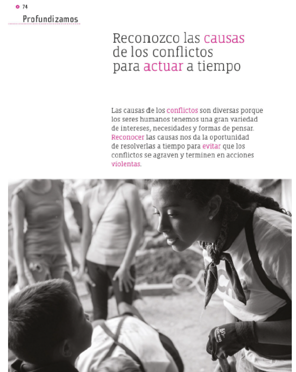 74
Profundizamos
Reconozco las causas
de los conflictos
para actuar a tiempo
Las causas de los conflictos son diversas porque
los seres humanos tenemos una gran variedad
de intereses, necesidades y formas de pensar.
Reconocer las causas nos da la oportunidad
de resolverlas a tiempo para evitar que los
conflictos se agraven y terminen en acciones
violentas.